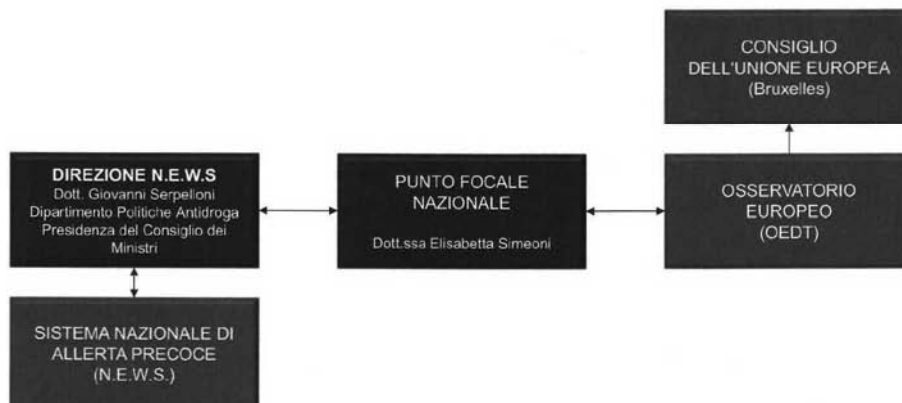 CONSIGLIO
DELL'UNIONE EUROPEA
(Bruxelles)
DIREZIONE N.E.W.S
Dott. Giovanni Serpelloni
Dipartimento Politiche Antidroga
Presidenza del Consiglio dei
Ministri
PUNTO FOCALE
NAZIONALE
Dott.ssa Elisabetta Simeoni
OSSERVATORIO
EUROPEO
(OEDT)
SISTEMA NAZIONALE DI
ALLERTA PRECOCE
(N.E.W.S.)